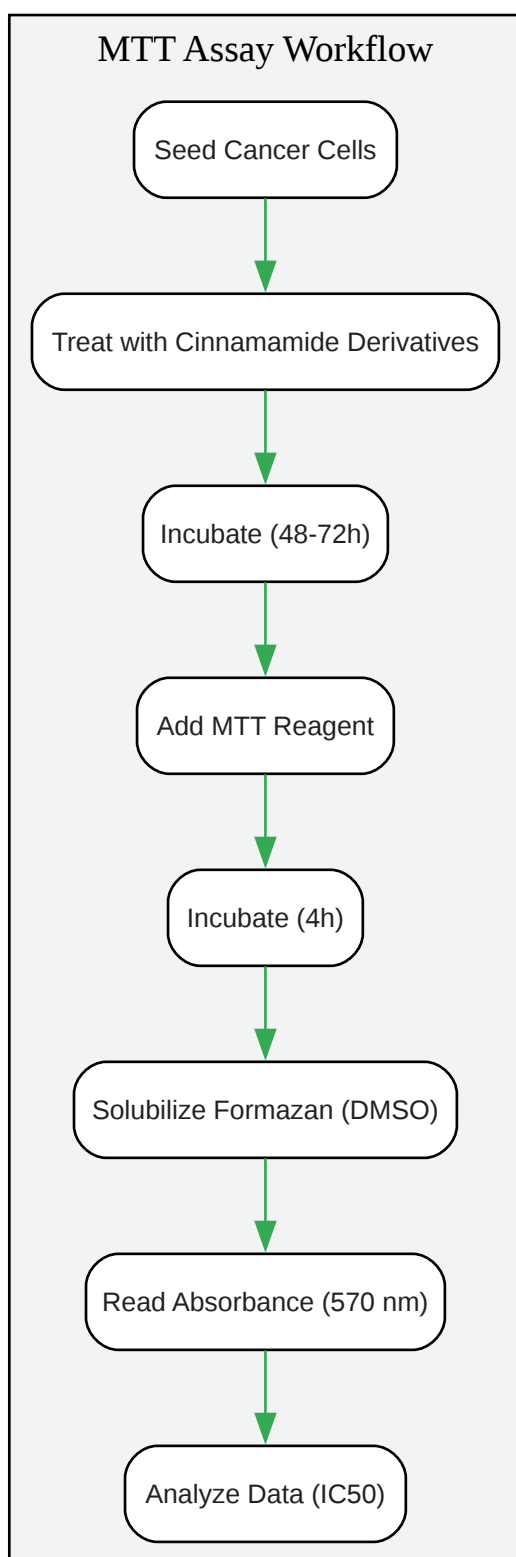 MTT Assay Workflow
Seed Cancer Cells
Treat with Cinnamamide Derivatives
Incubate (48-72h)
Add MTT Reagent
Incubate (4h)
Solubilize Formazan (DMSO)
Read Absorbance (570 nm)
Analyze Data (IC50)